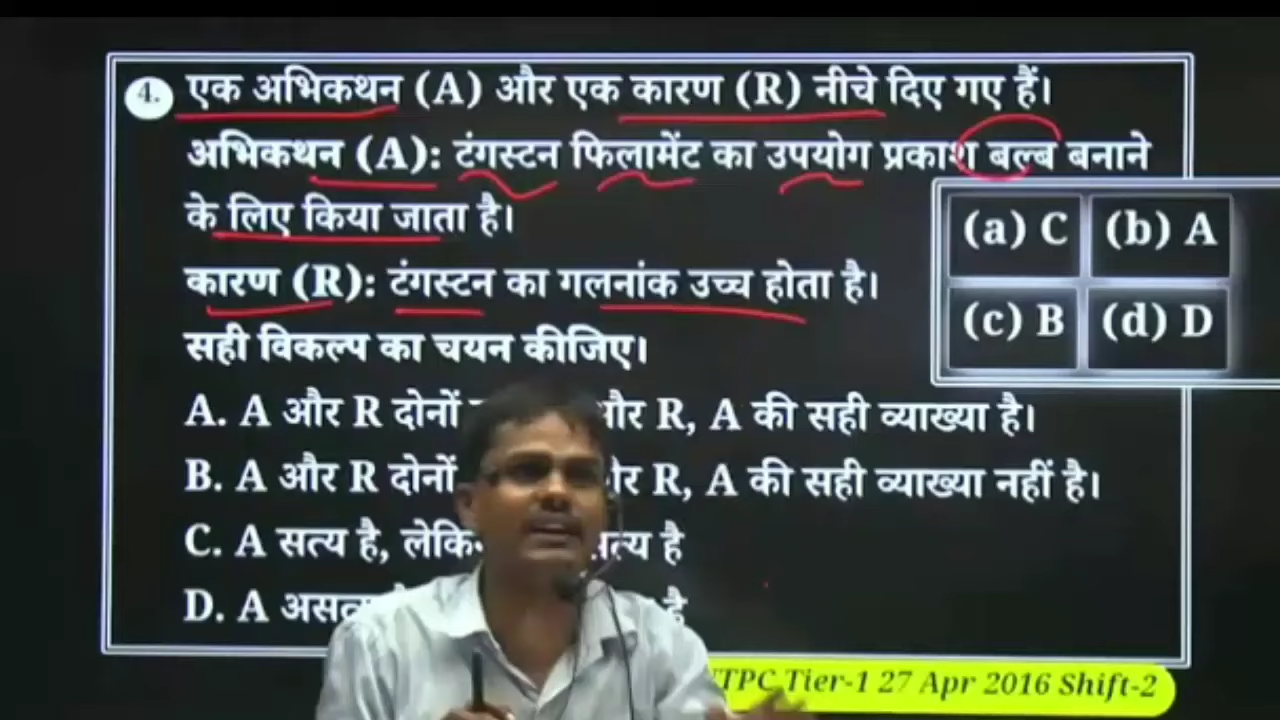 4. एक अभिकथन (A) और एक कारण (R) नीचे दिए गए हैं।
अभिकथन (A): टंगस्टन फिलामेंट का उपयोग प्रकाश बल्ब बनाने
के लिए किया जाता है।
कारण (R): टंगस्टन का गलनांक उच्च होता है।
सही विकल्प का चयन कीजिए।
A. A और R दोनों और R, A की सही व्याख्या है।
B. A और R दोनों R, A की सही व्याख्या नहीं है।
C. A सत्य है, है
D. A है
(a) C (b) A
(c) B (d) D
Tier-1 27 Apr 2016 Shift-2